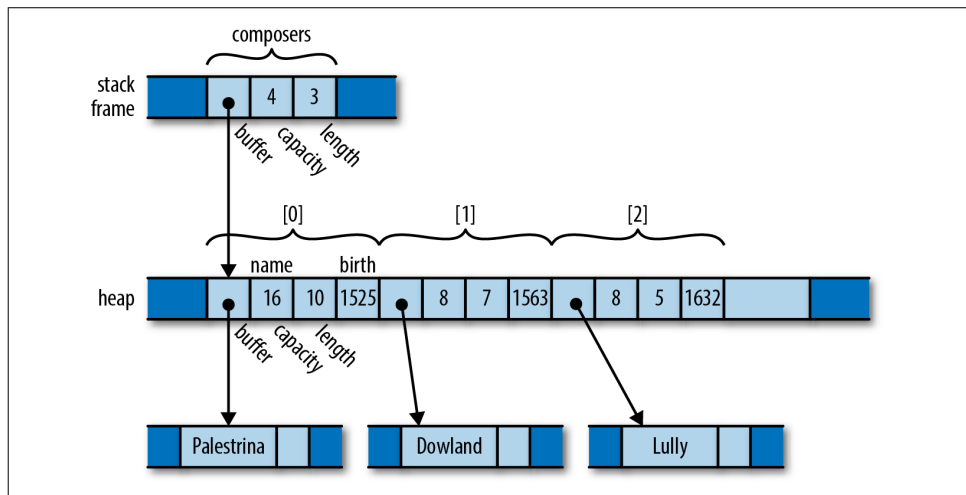 composers
stack
frame
4 3
buffer capacity length
[0] [1] [2]
name birth
heap
16 10 1525 8 7 1563 8 5 1632
buffer capacity length
Palestrina Dowland Lully